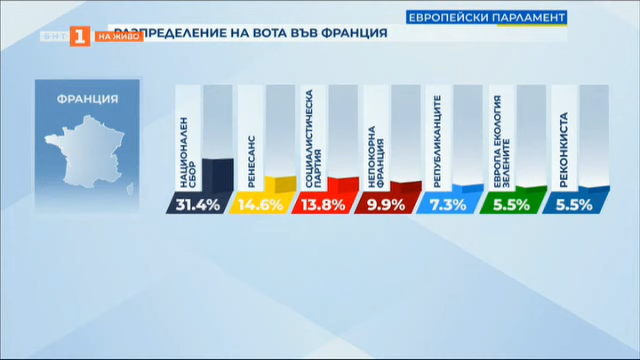 ЕВРОПЕЙСКИ ПАРЛАМЕНТ
БНТ 1 НА ЖИВО
РАЗПРЕДЕЛЕНИЕ НА ВОТА ВЪВ ФРАНЦИЯ
ФРАНЦИЯ
НАЦИОНАЛЕН
СБОР
31.4%
РЕНЕСАНС
14.6%
СОЦИАЛИСТИЧЕСКА
ПАРТИЯ
13.8%
НЕПОКОРНА
ФРАНЦИЯ
9.9%
РЕПУБЛИКАНЦИТЕ
7.3%
ЕВРОПА ЕКОЛОГИЯ
ЗЕЛЕНИТЕ
5.5%
РЕКОНКИСТА
5.5%